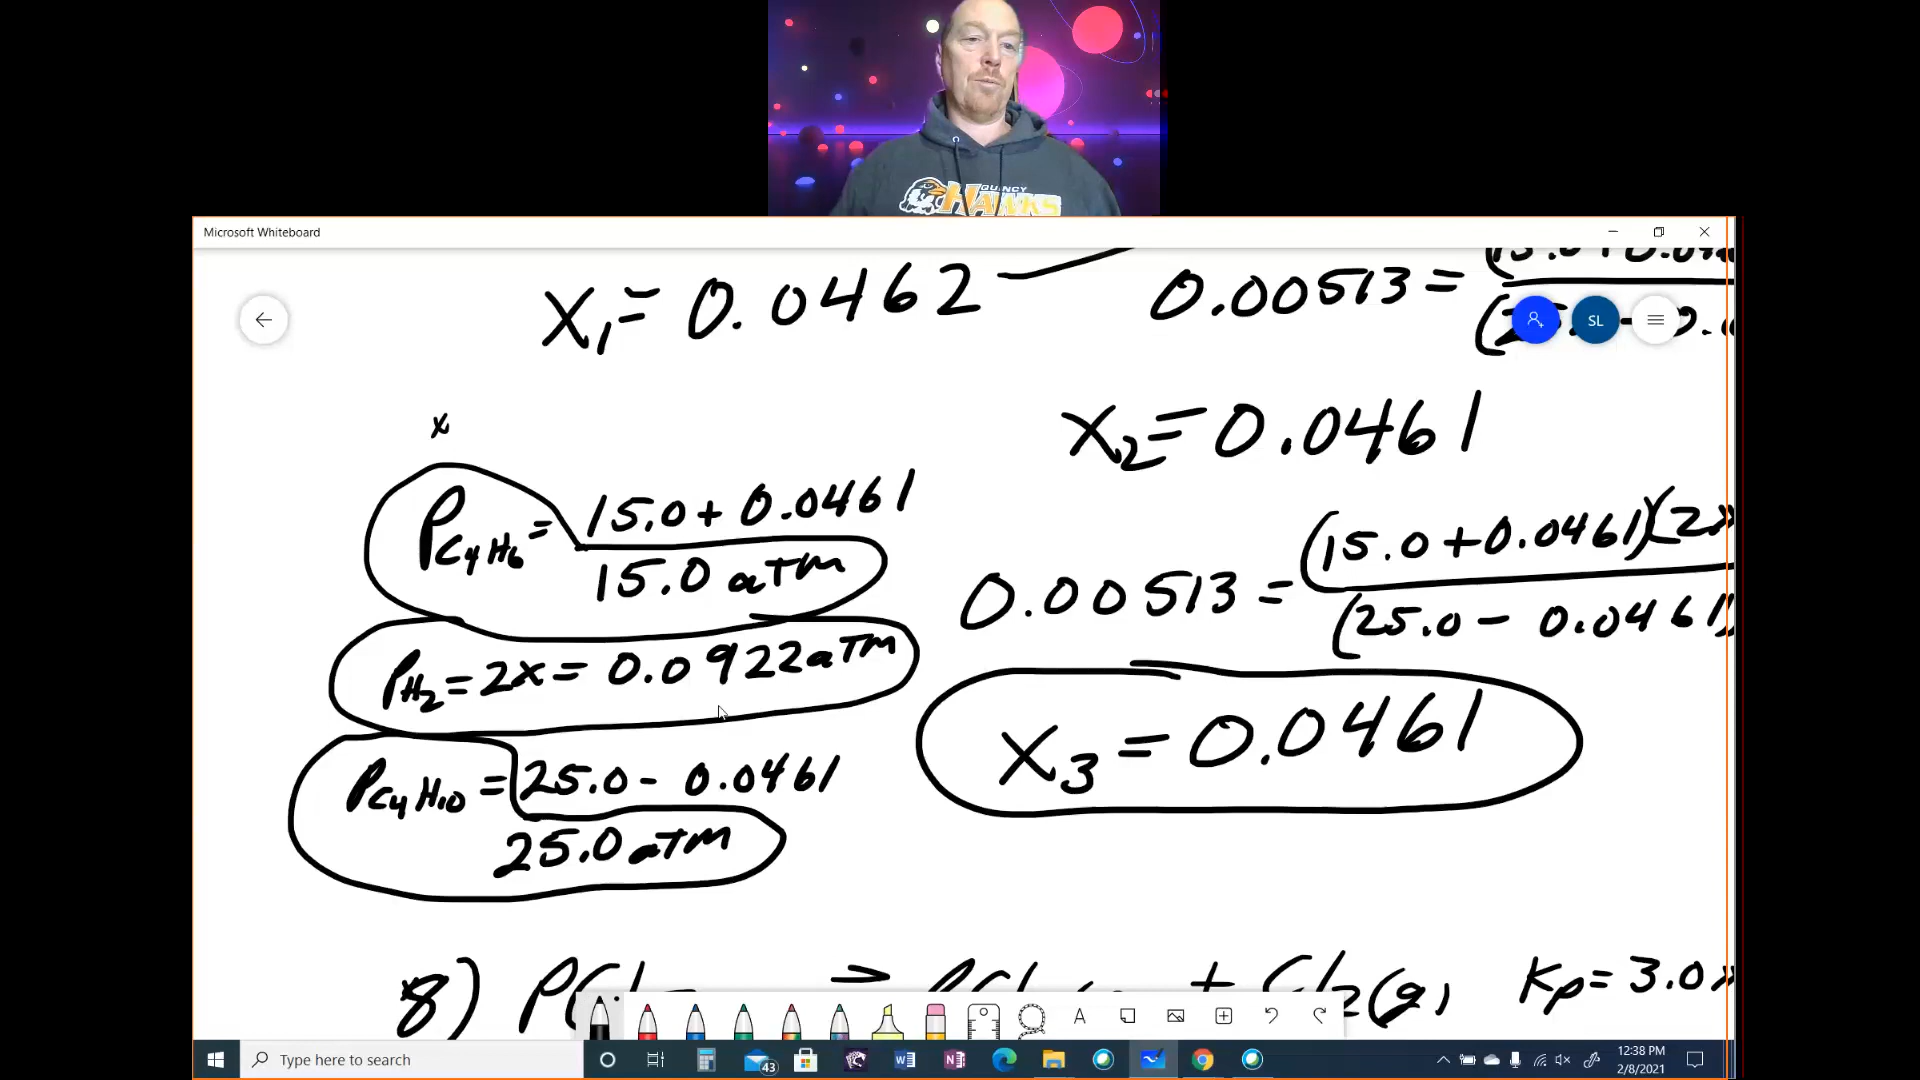 QUINCY
HAWKS
Microsoft Whiteboard
x₁ = 0.0462
0.00513 =
SL
x
x₂ = 0.0461
P C₄H₆ = 15.0 + 0.0461
15.0 atm
(15.0 + 0.0461)(2x
0.00513 =
(25.0 - 0.0461)
P H₂ = 2x = 0.0922 atm
x₃ = 0.0461
P C₄H₁₀ = 25.0 - 0.0461
25.0 atm
8)
+ Cl₂(g) Kp = 3.0x
A
Type here to search
43
12:38 PM
2/8/2021